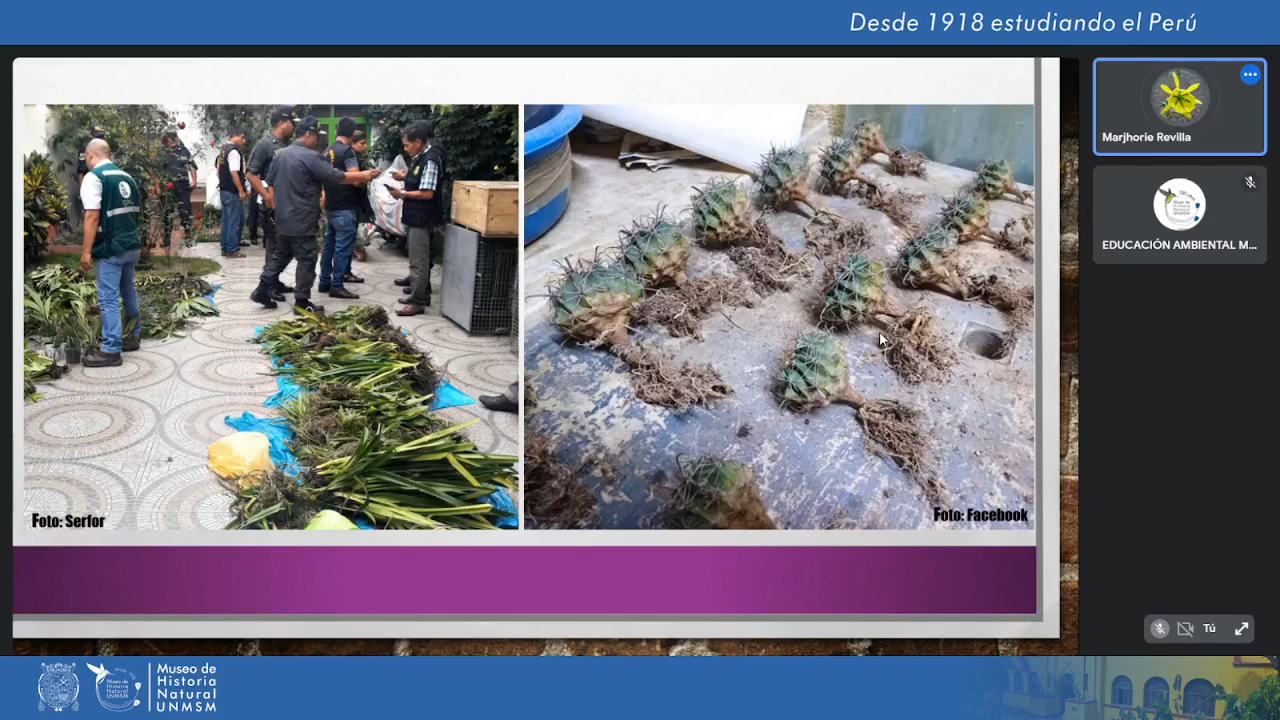 Desde 1918 estudiando el Perú
Marjhorie Revilla
EDUCACIÓN AMBIENTAL M...
Foto: Serfor
Foto: Facebook
Tú
Museo de
Historia
Natural
UNMSM